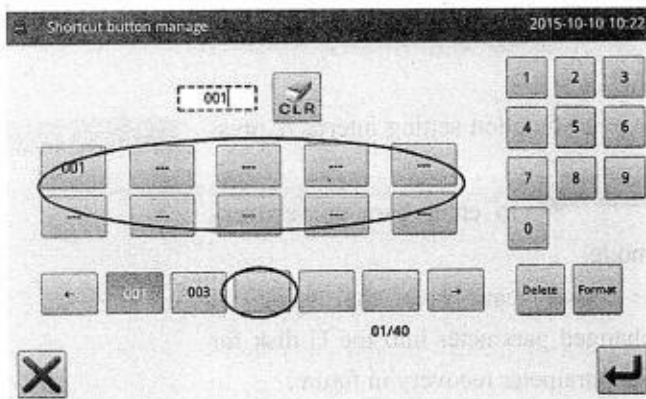 Shortcut button manage 2015-10-10 10:22
001 CLR
1 2 3
4 5 6
7 8 9
0
001 --- --- --- ---
--- --- --- --- ---
← 001 003 → Delete Format
01/40